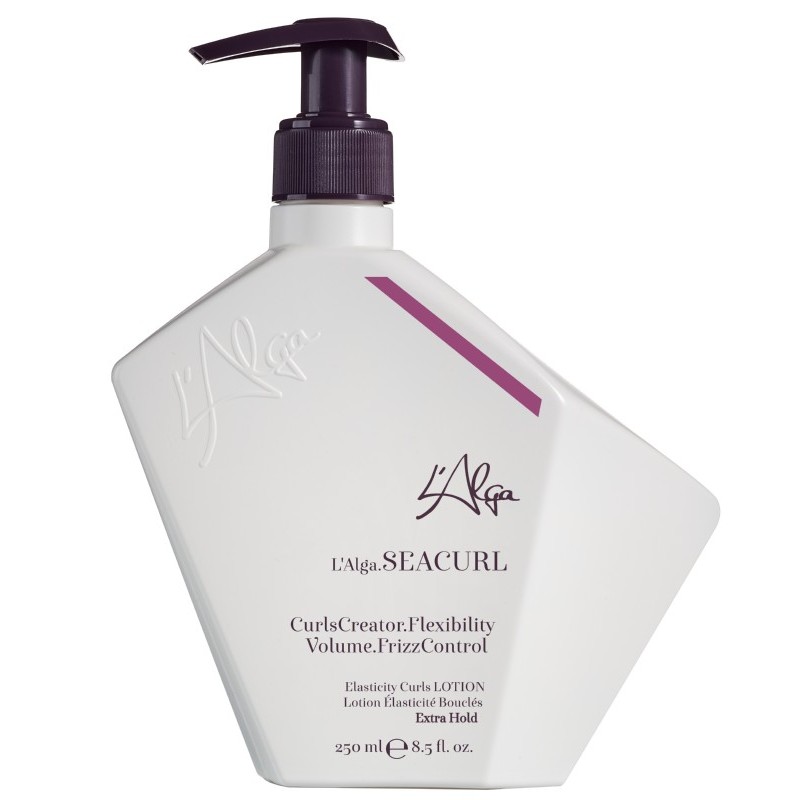 L'Alga
L'Alga
L'Alga.SEACURL
CurlsCreator.Flexibility
Volume.FrizzControl
Elasticity Curls LOTION
Lotion Élasticité Bouclés
Extra Hold
250 ml ℮ 8.5 fl. oz.